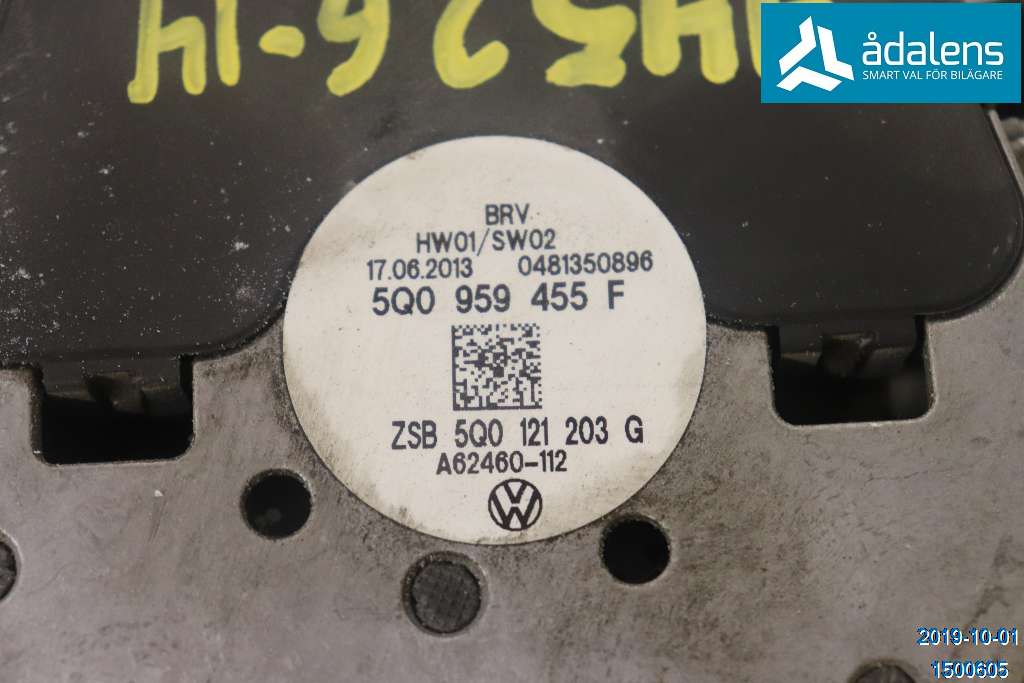 ådalens
SMART VAL FÖR BILÄGARE
BRV
HW01/SW02
17.06.2013 0481350896
5Q0 959 455 F
ZSB 5Q0 121 203 G
A62460-112
2019-10-01
1500605